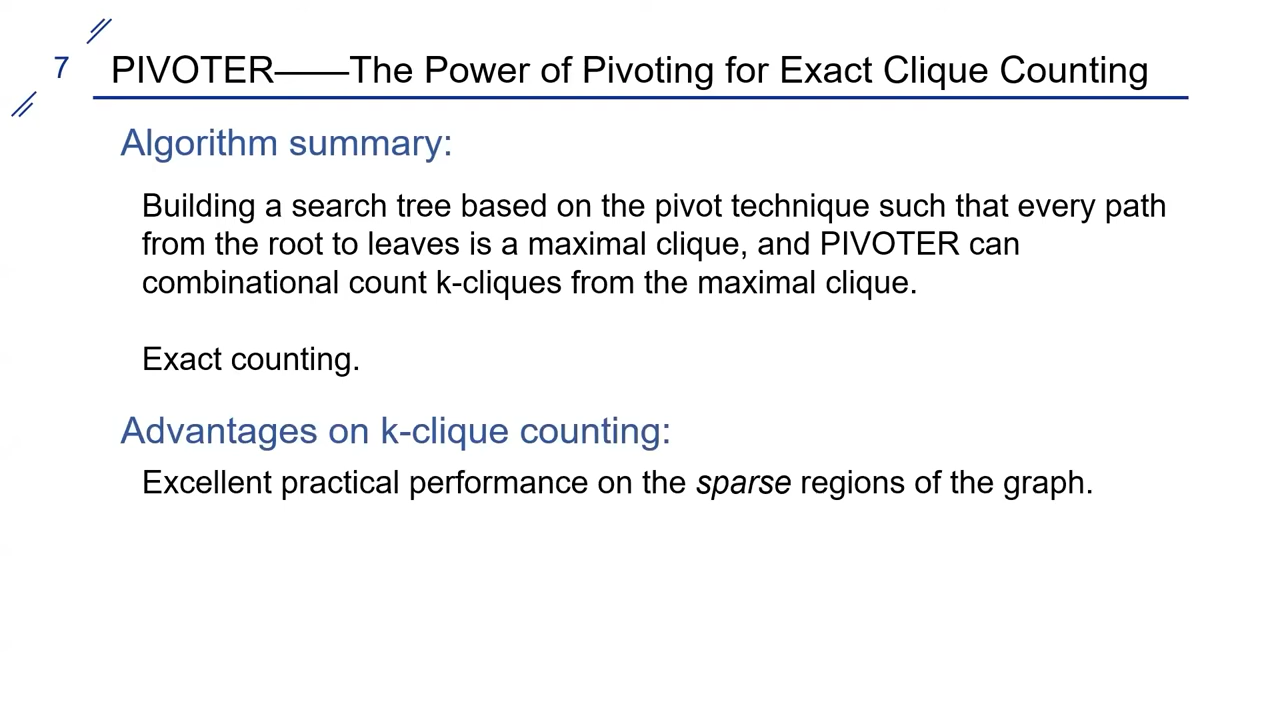 7
PIVOTER——The Power of Pivoting for Exact Clique Counting
Algorithm summary:
Building a search tree based on the pivot technique such that every path
from the root to leaves is a maximal clique, and PIVOTER can
combinational count k-cliques from the maximal clique.
Exact counting.
Advantages on k-clique counting:
Excellent practical performance on the sparse regions of the graph.